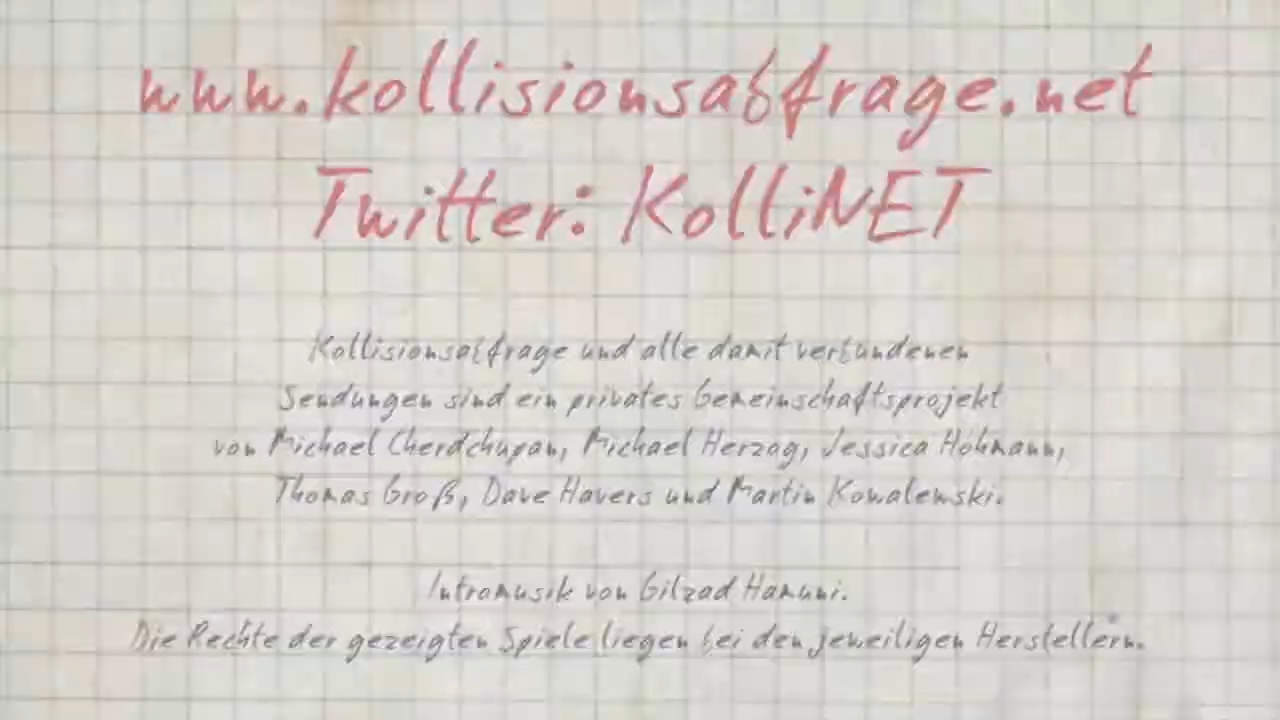 www.kollisionsabfrage.net
Twitter: KolliNET
Kollisionsabfrage und alle damit verbundenen
Sendungen sind ein privates Gemeinschaftsprojekt
von Michael Cherdchupan, Michael Herzog, Jessica Hohmann,
Thomas Groß, Dave Havers und Martin Kowalewski.
Intromusik von Gilzad Hamuni.
Die Rechte der gezeigten Spiele liegen bei den jeweiligen Herstellern.